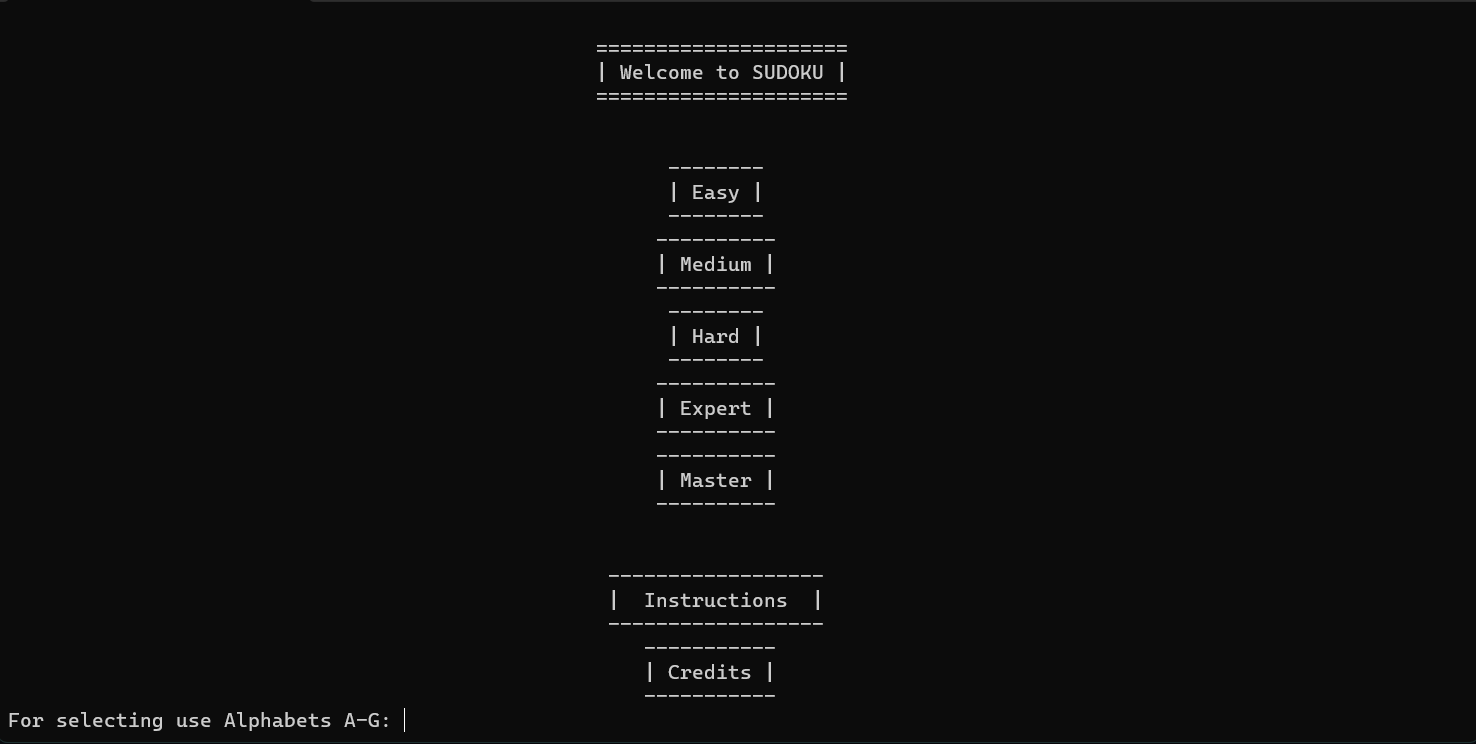 =====================
| Welcome to SUDOKU |
=====================
--------
| Easy |
--------
----------
| Medium |
----------
--------
| Hard |
--------
----------
| Expert |
----------
----------
| Master |
----------
------------------
|  Instructions  |
------------------
-----------
| Credits |
-----------
For selecting use Alphabets A-G: